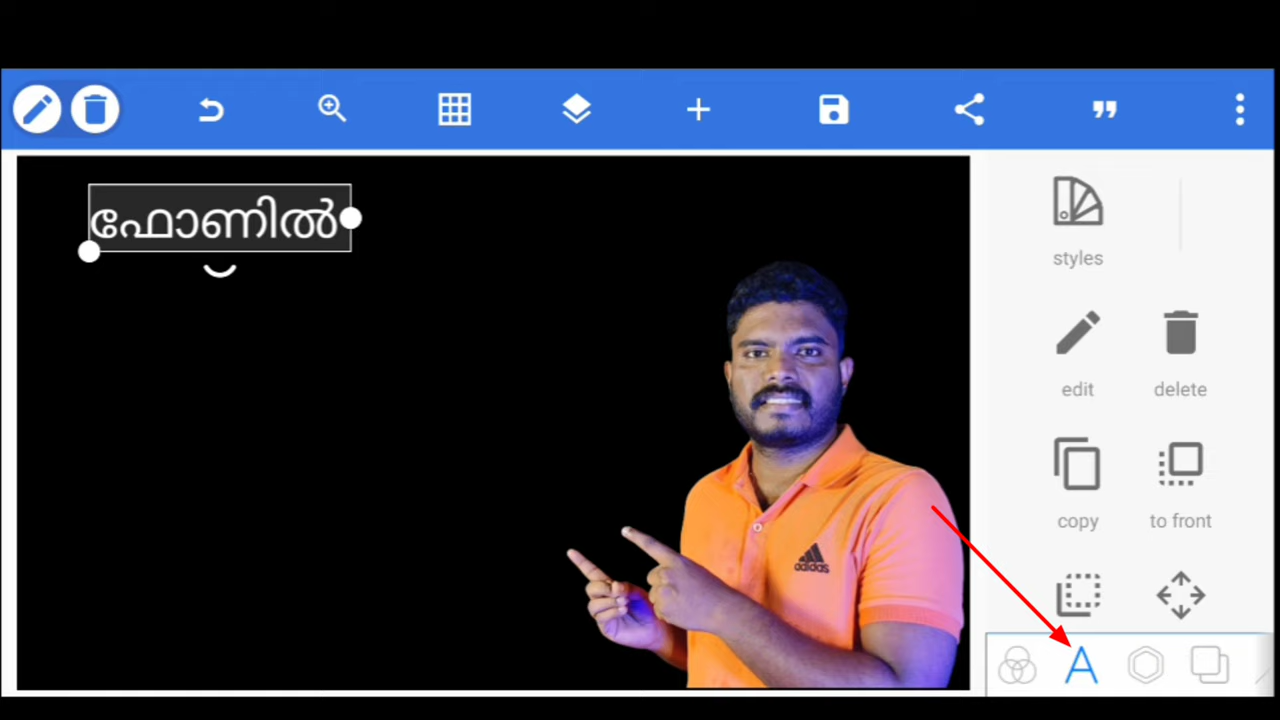 ഫോണിൽ
styles
edit
delete
copy
to front
adidas